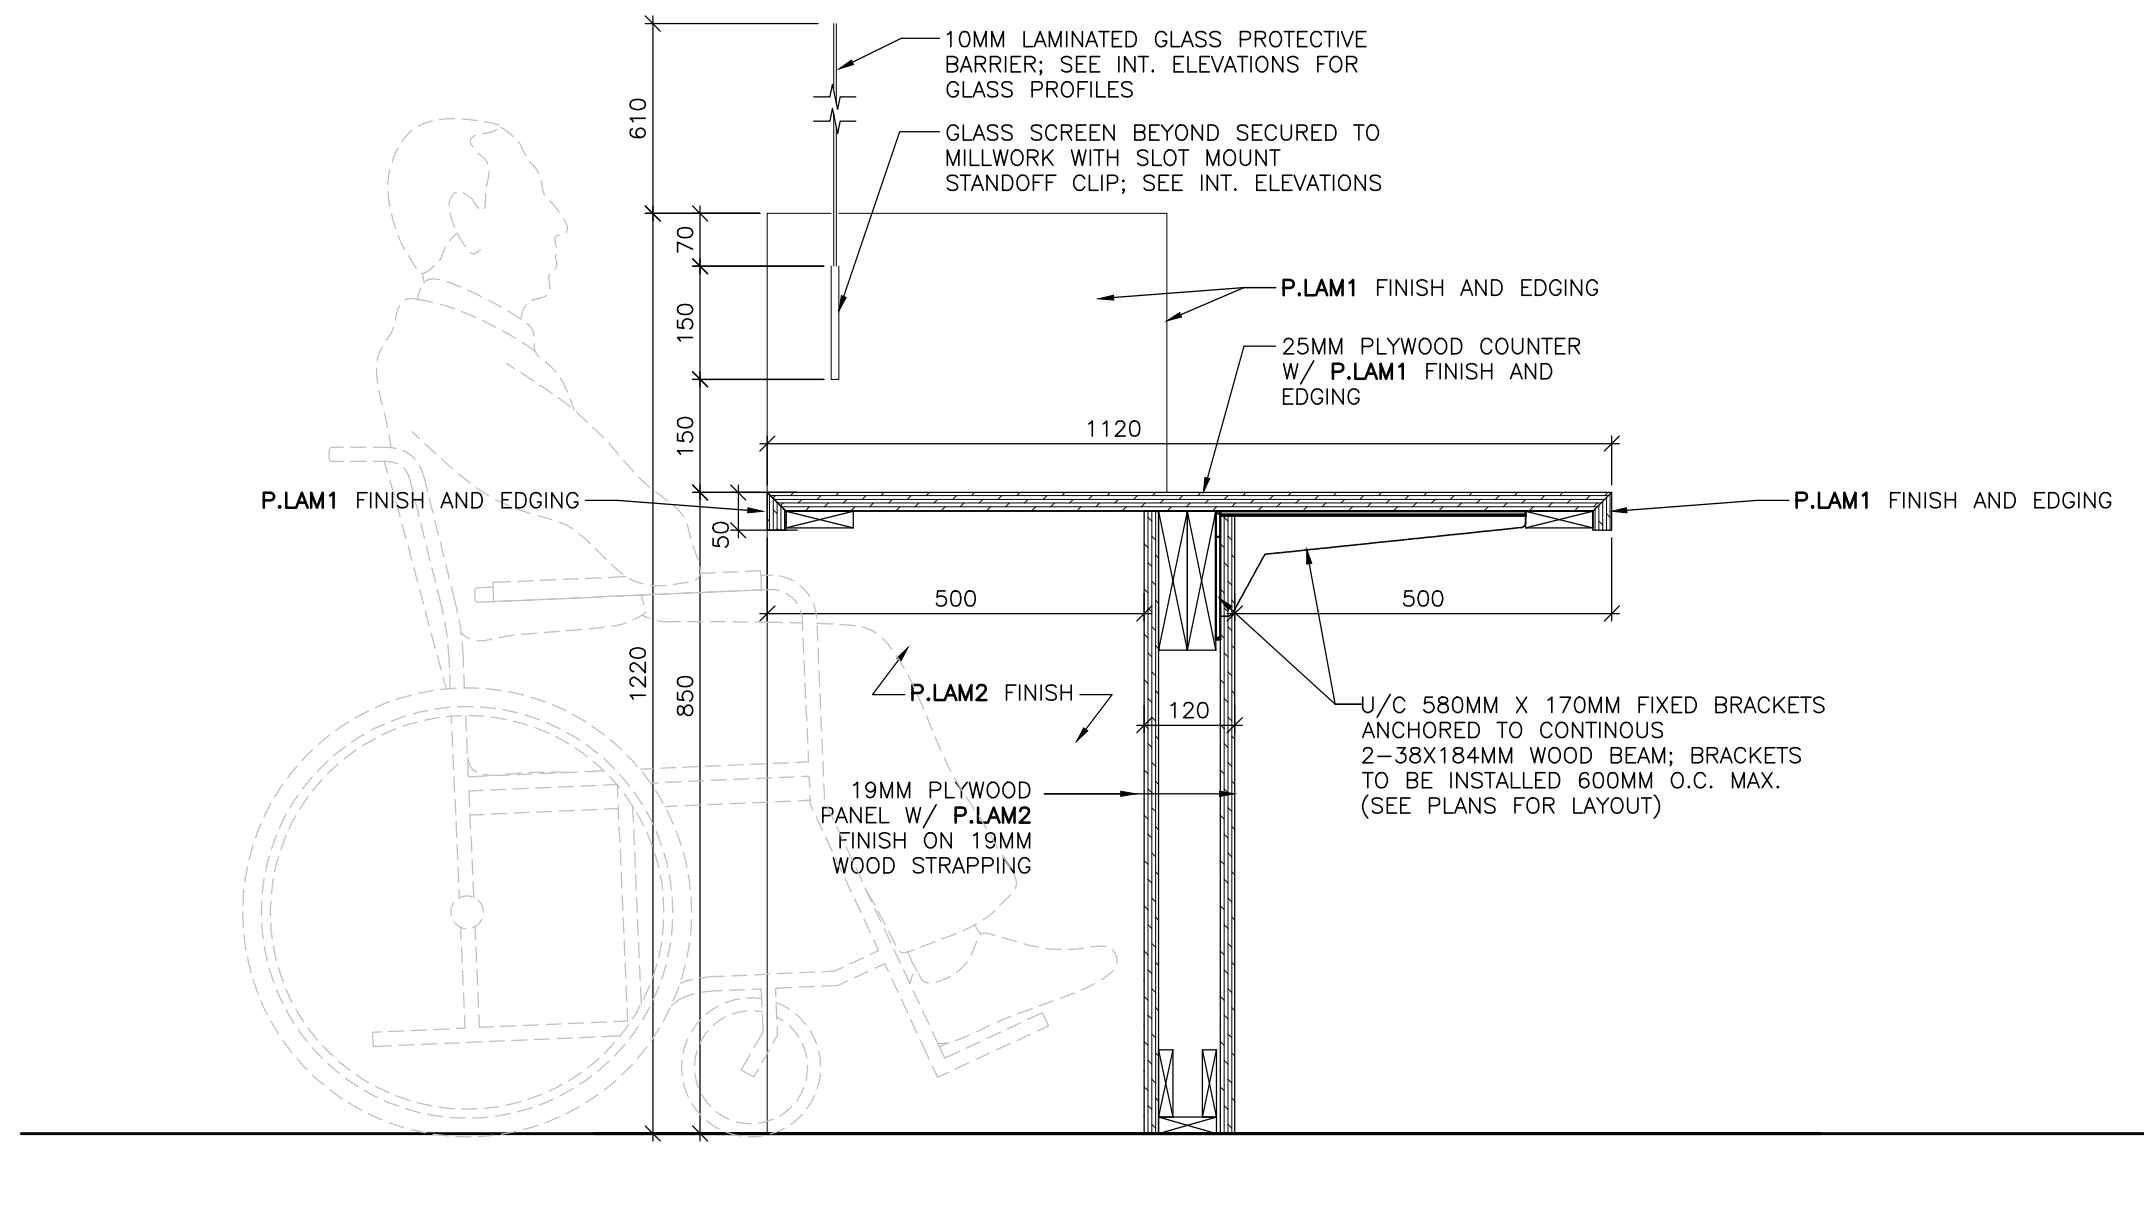 10MM LAMINATED GLASS PROTECTIVE
BARRIER; SEE INT. ELEVATIONS FOR
GLASS PROFILES
610
GLASS SCREEN BEYOND SECURED TO
MILLWORK WITH SLOT MOUNT
STANDOFF CLIP; SEE INT. ELEVATIONS
70
P.LAM1 FINISH AND EDGING
150
25MM PLYWOOD COUNTER
W/ P.LAM1 FINISH AND
EDGING
150
1120
P.LAM1 FINISH AND EDGING
P.LAM1 FINISH AND EDGING
50
500
500
1220
850
P.LAM2 FINISH
120
U/C 580MM X 170MM FIXED BRACKETS
ANCHORED TO CONTINOUS
2-38X184MM WOOD BEAM; BRACKETS
TO BE INSTALLED 600MM O.C. MAX.
(SEE PLANS FOR LAYOUT)
19MM PLYWOOD
PANEL W/ P.LAM2
FINISH ON 19MM
WOOD STRAPPING